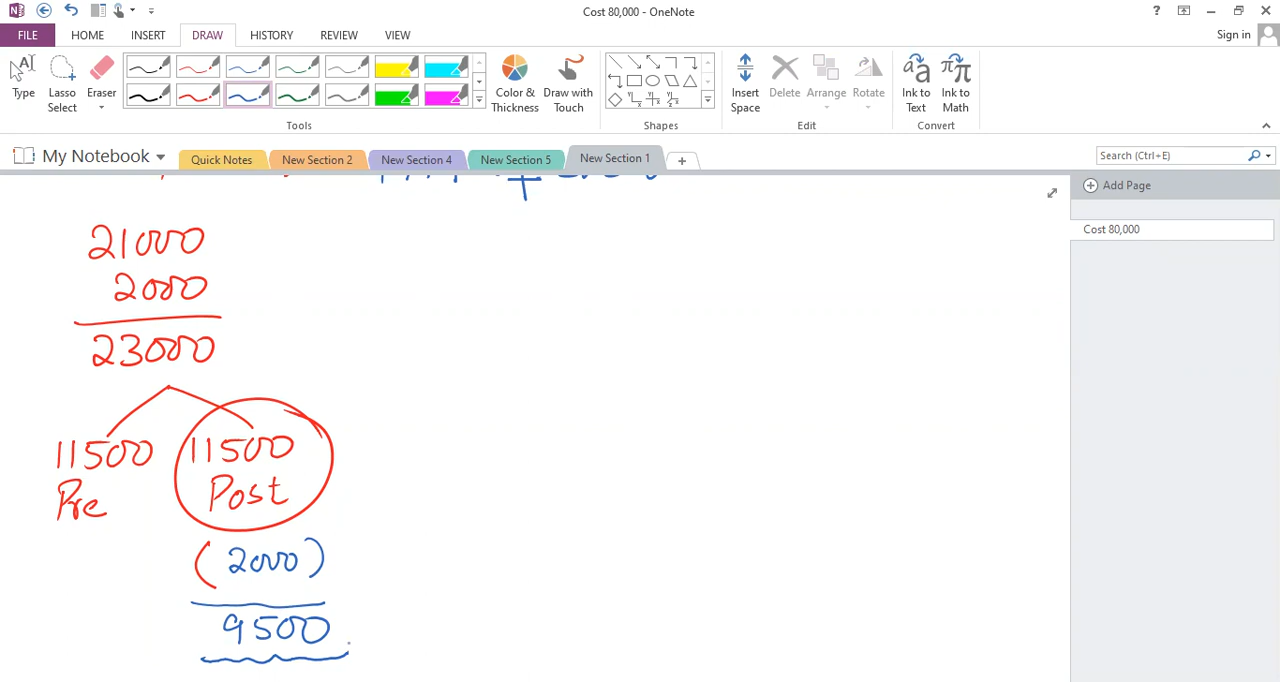 Cost 80,000 - OneNote
?
FILE HOME INSERT DRAW HISTORY REVIEW VIEW
Sign in
Type
Lasso Select
Eraser
Color & Thickness
Draw with Touch
Insert Space
Delete
Arrange
Rotate
Ink to Text
Ink to Math
Tools
Shapes
Edit
Convert
My Notebook
Quick Notes
New Section 2
New Section 4
New Section 5
New Section 1
Search (Ctrl+E)
Add Page
Cost 80,000
21000
2000
23000
11500 11500
Pre Post
(2000)
9500